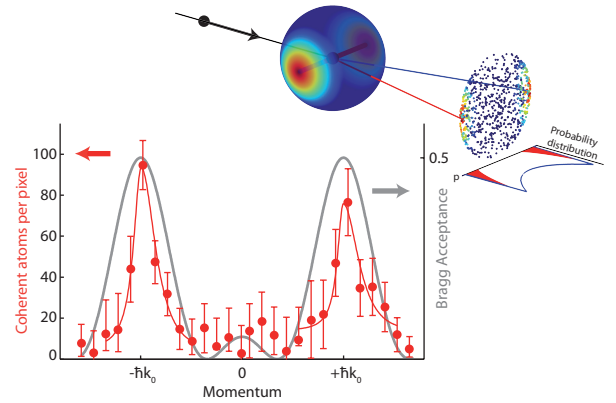 Probability
distribution
p
100
80
60
40
20
0
Coherent atoms per pixel
0.5
Bragg Acceptance
-ħk₀
0
+ħk₀
Momentum